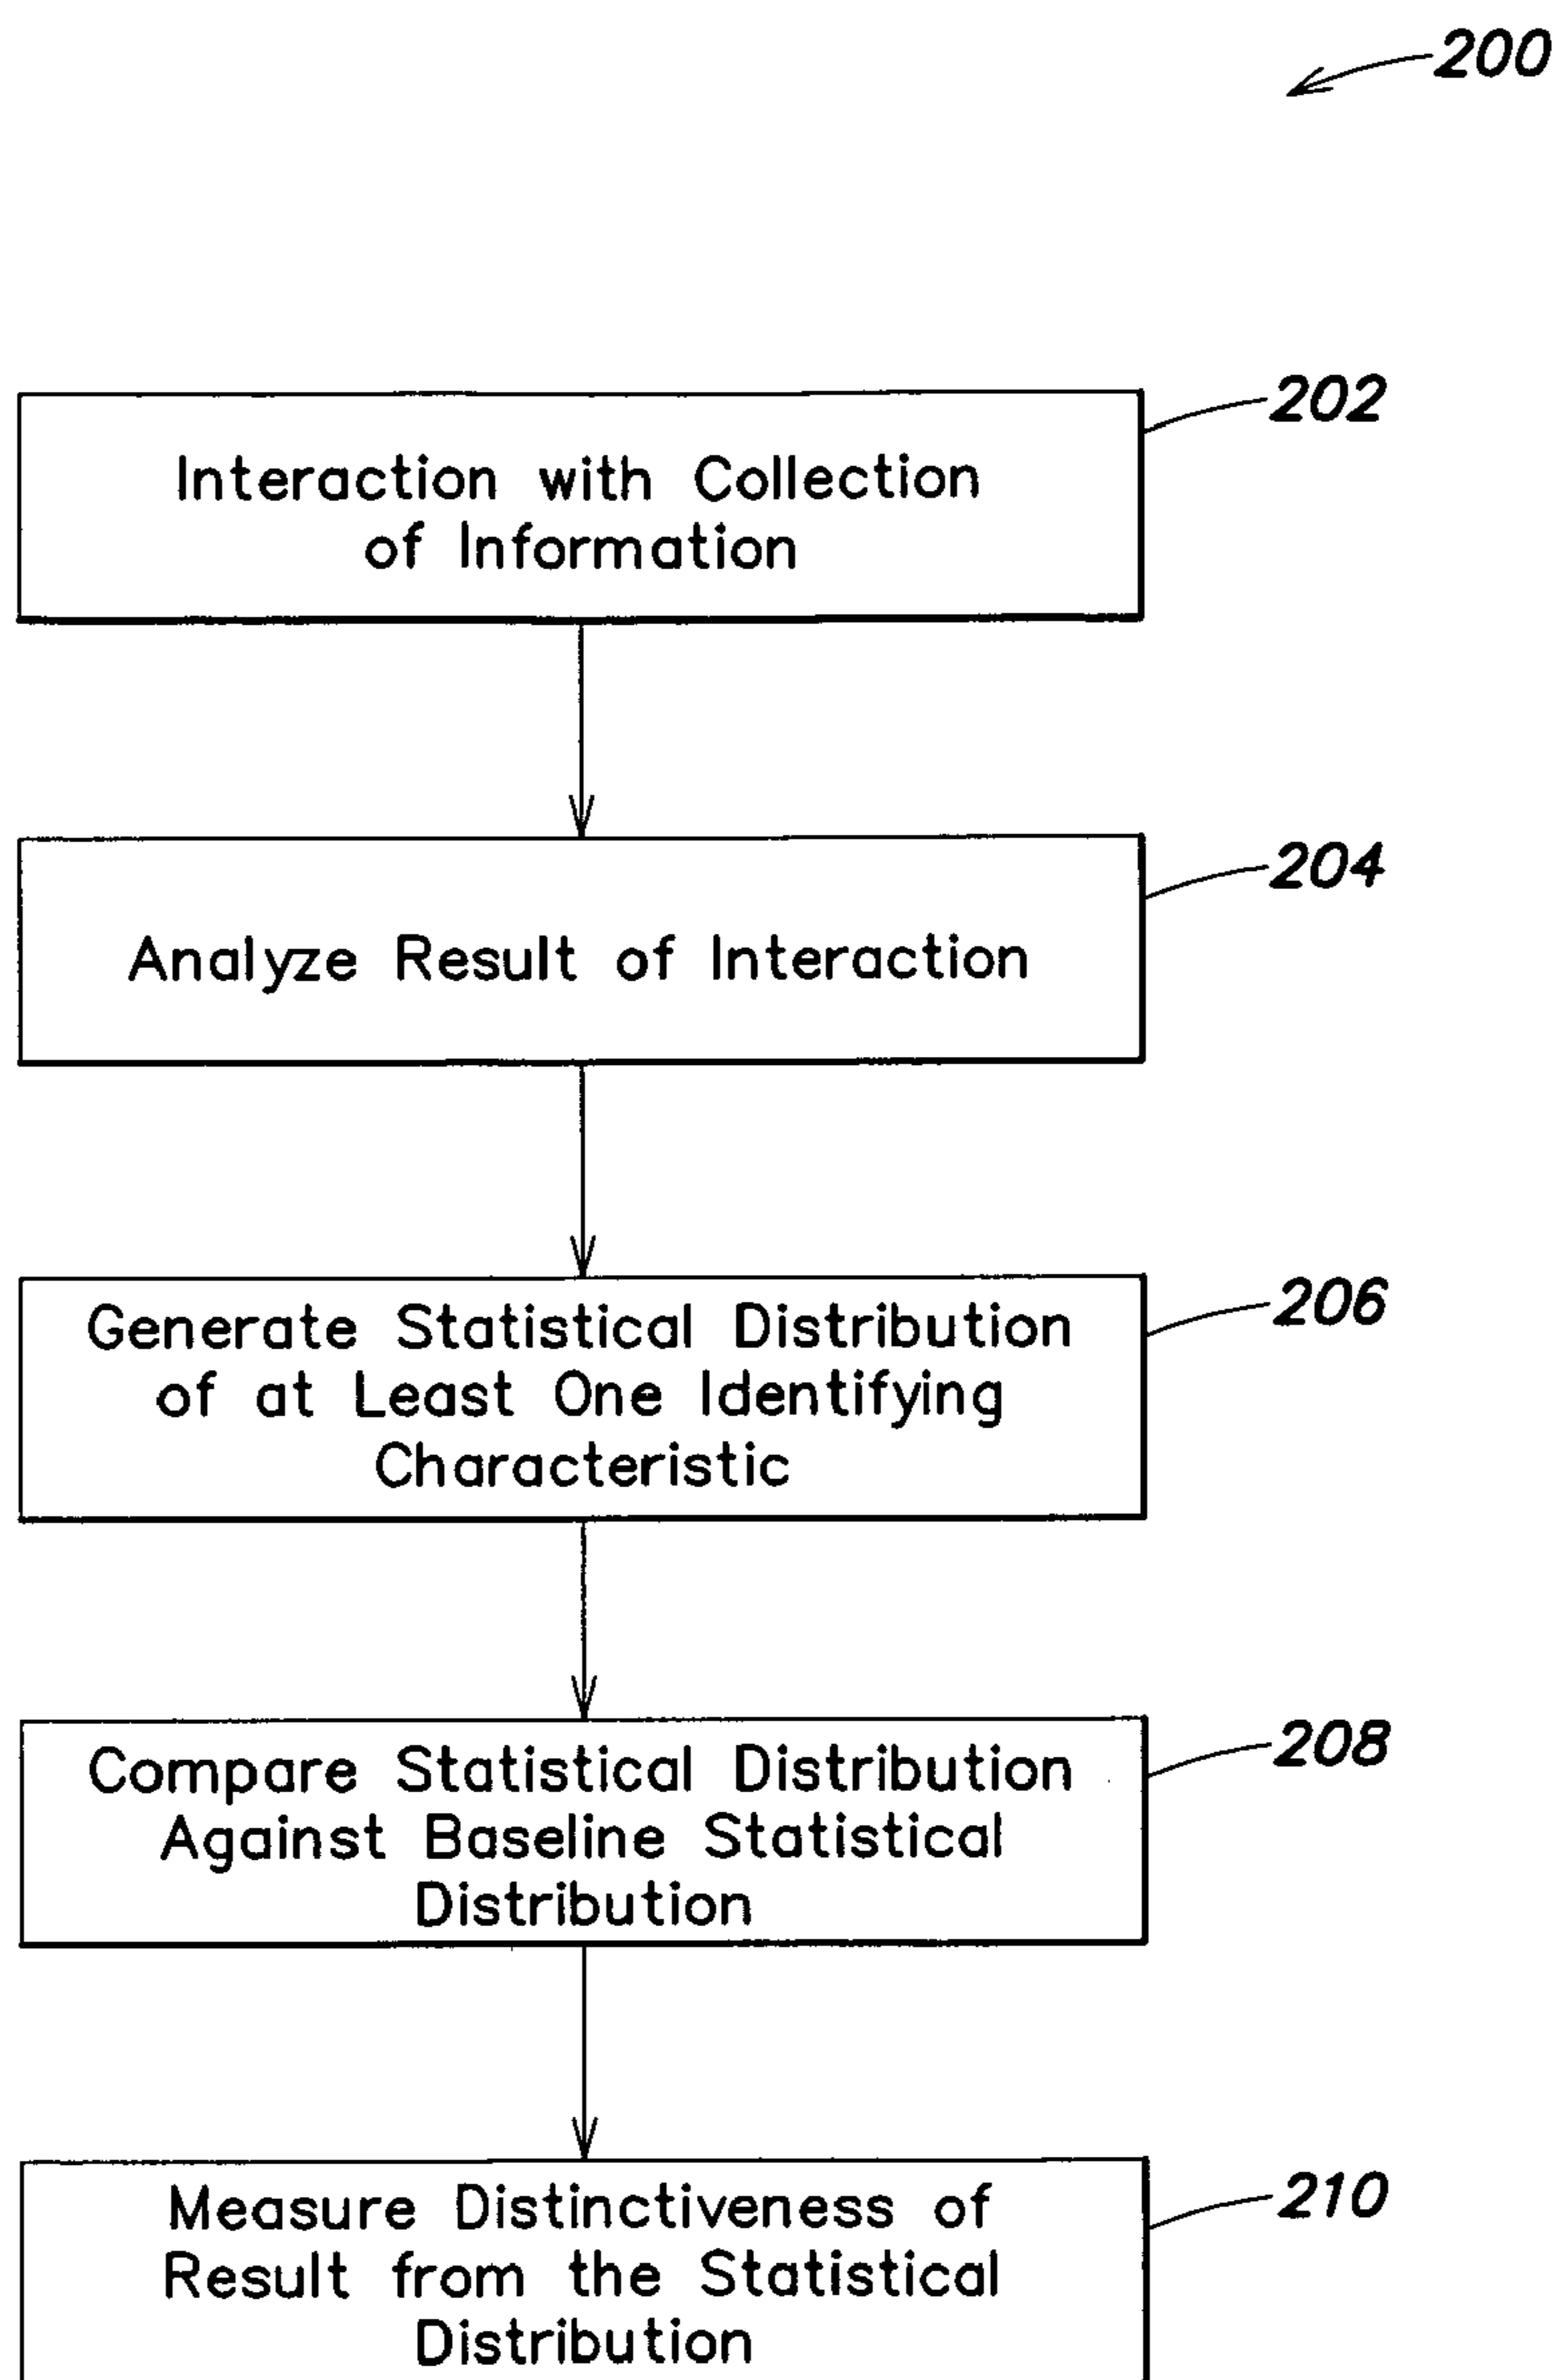 200
202
Interaction with Collection
of Information
204
Analyze Result of Interaction
206
Generate Statistical Distribution
of at Least One Identifying
Characteristic
208
Compare Statistical Distribution
Against Baseline Statistical
Distribution
210
Measure Distinctiveness of
Result from the Statistical
Distribution